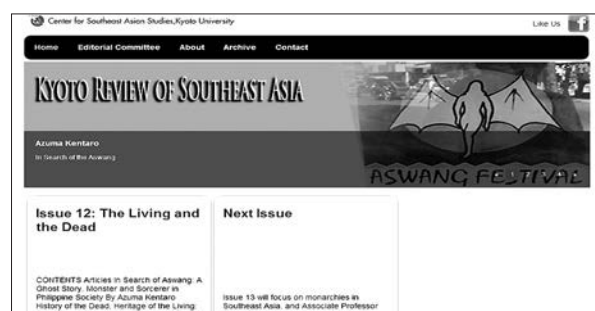 Center for Southeast Asian Studies,Kyoto University
Like Us
Home Editorial Committee About Archive Contact
KYOTO REVIEW OF SOUTHEAST ASIA
Azuma Kentaro
In Search of the Aswang
ASWANG FESTIVAL
Issue 12: The Living and
the Dead
CONTENTS Articles In Search of Aswang: A
Ghost Story, Monster and Sorcerer in
Philippine Society By Azuma Kentaro
History of the Dead, Heritage of the Living:
Next Issue
Issue 13 will focus on monarchies in
Southeast Asia, and Associate Professor